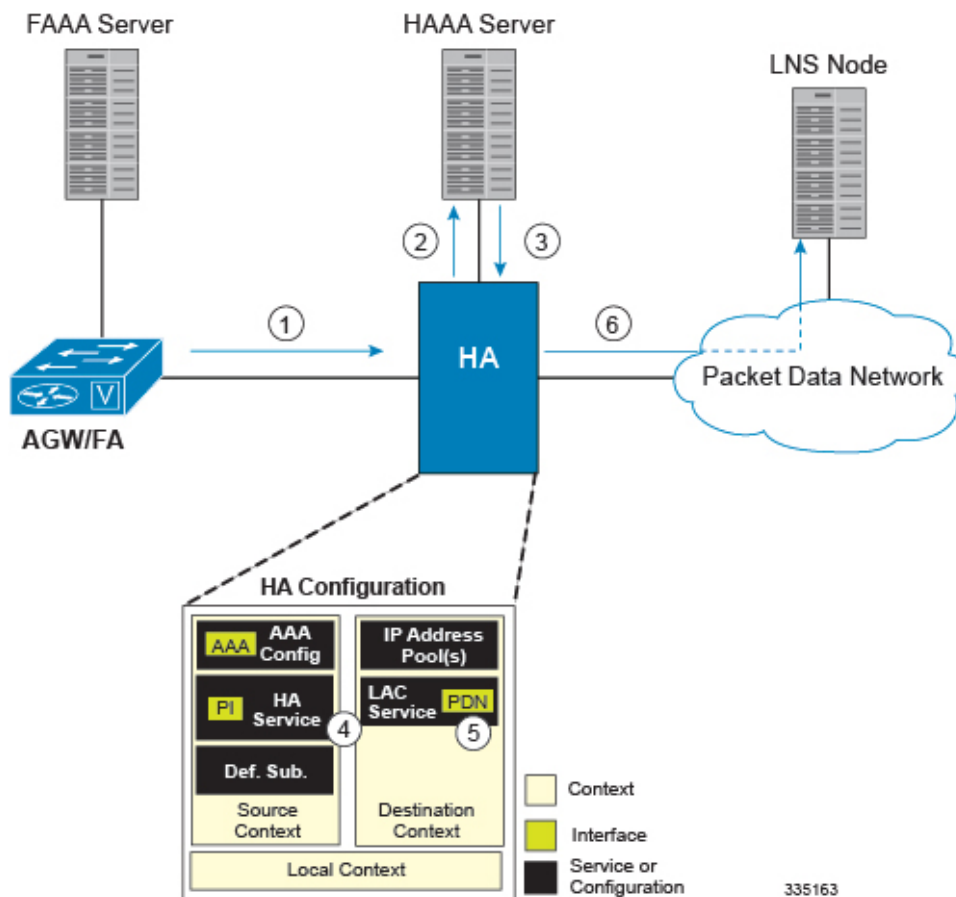 FAAA Server
HAAA Server
LNS Node
2
3
1
6
HA
Packet Data Network
V
AGW/FA
HA Configuration
AAA
AAA
Config
IP Address
Pool(s)
PI
HA
Service
LAC
Service
PDN
4
5
Def. Sub.
Source
Context
Destination
Context
Local Context
Context
Interface
Service or
Configuration
335163